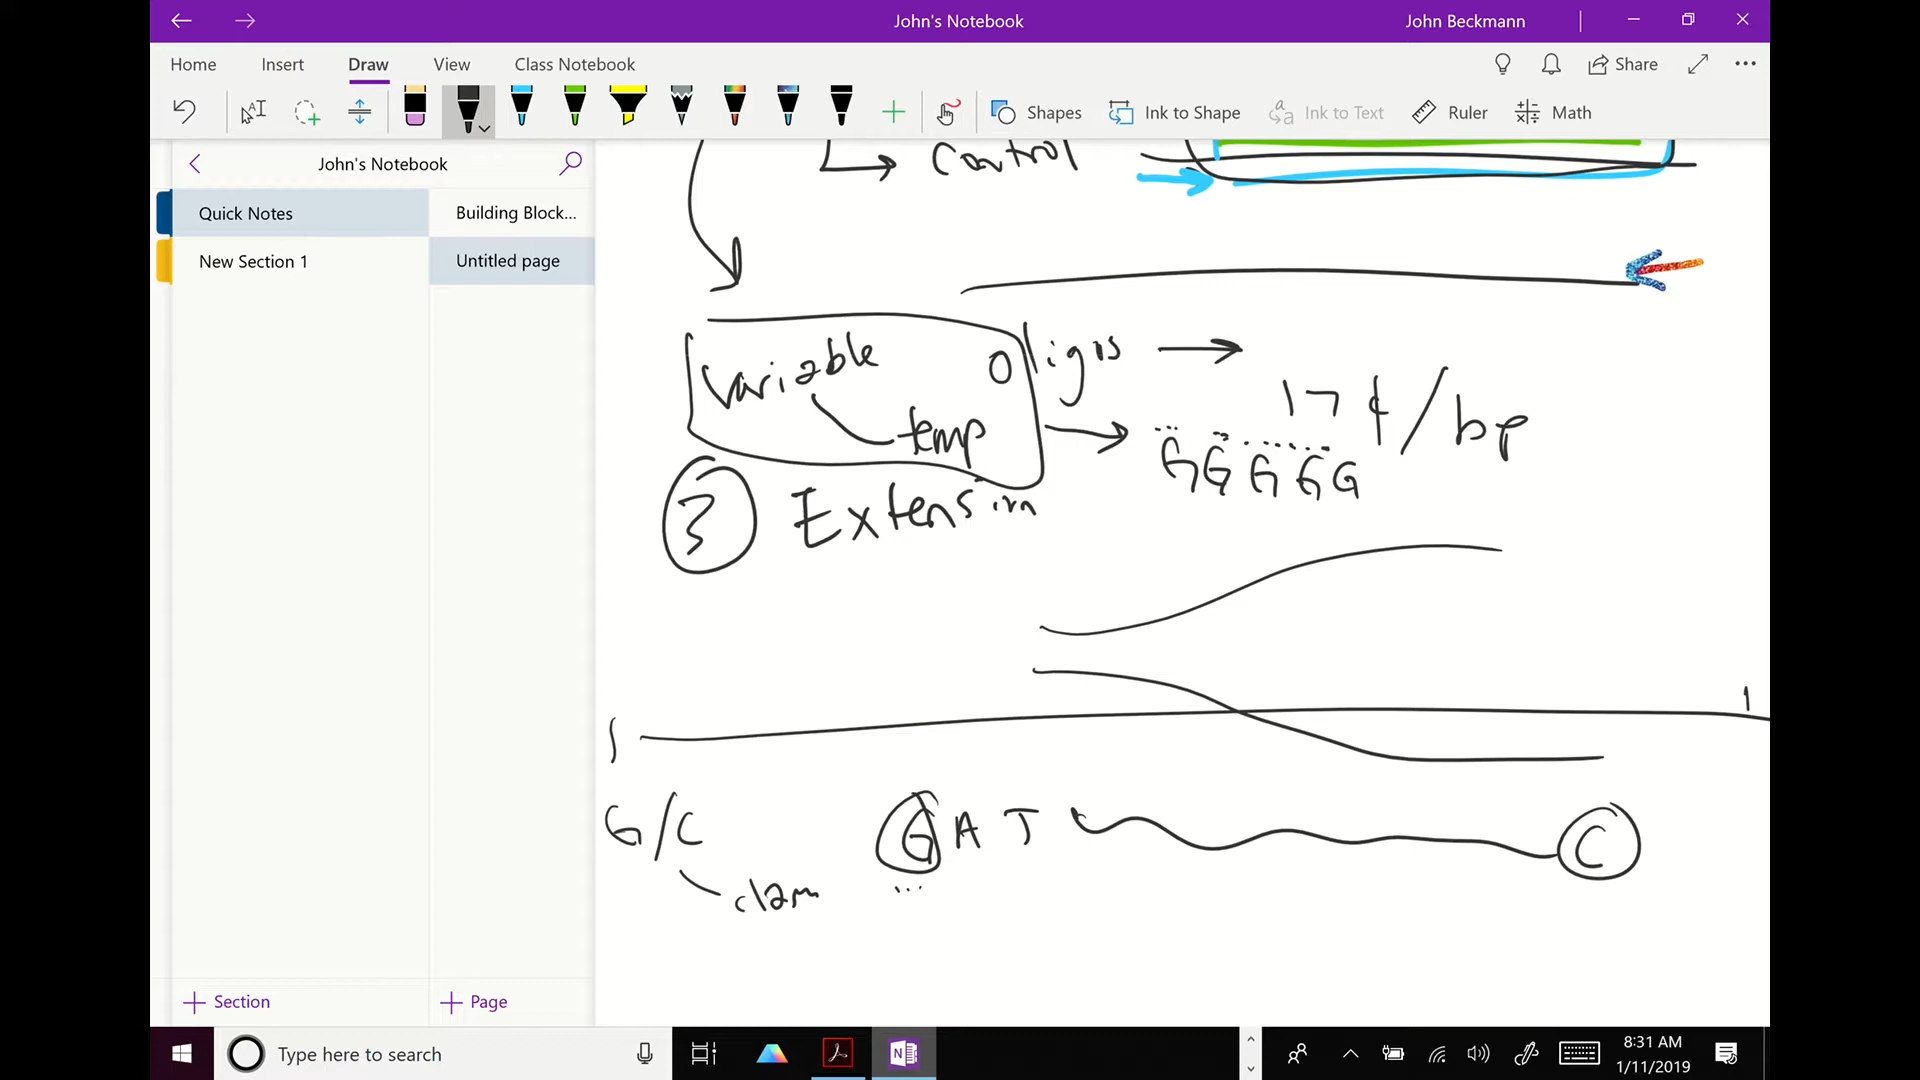 John's Notebook
John Beckmann
Home
Insert
Draw
View
Class Notebook
Share
Shapes
Ink to Shape
Ink to Text
Ruler
Math
John's Notebook
Quick Notes
New Section 1
Building Block...
Untitled page
Section
Page
Control
Variable
Oligos
temp
17 ¢/bp
G G G G G
3 Extension
G/C
clam
G A T
C
Type here to search
8:31 AM
1/11/2019